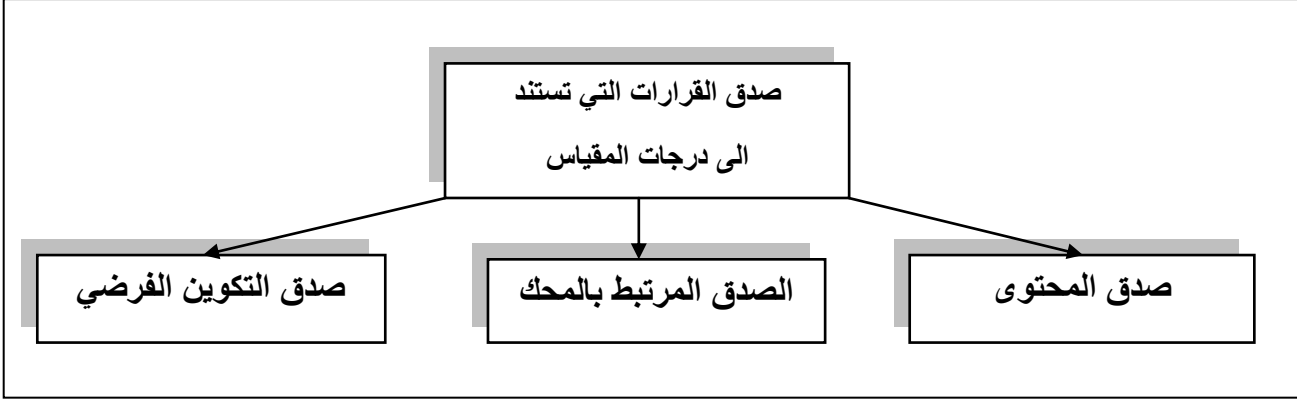 صدق القرارات التي تستند
الى درجات المقياس
صدق المحتوى
الصدق المرتبط بالمحك
صدق التكوين الفرضي